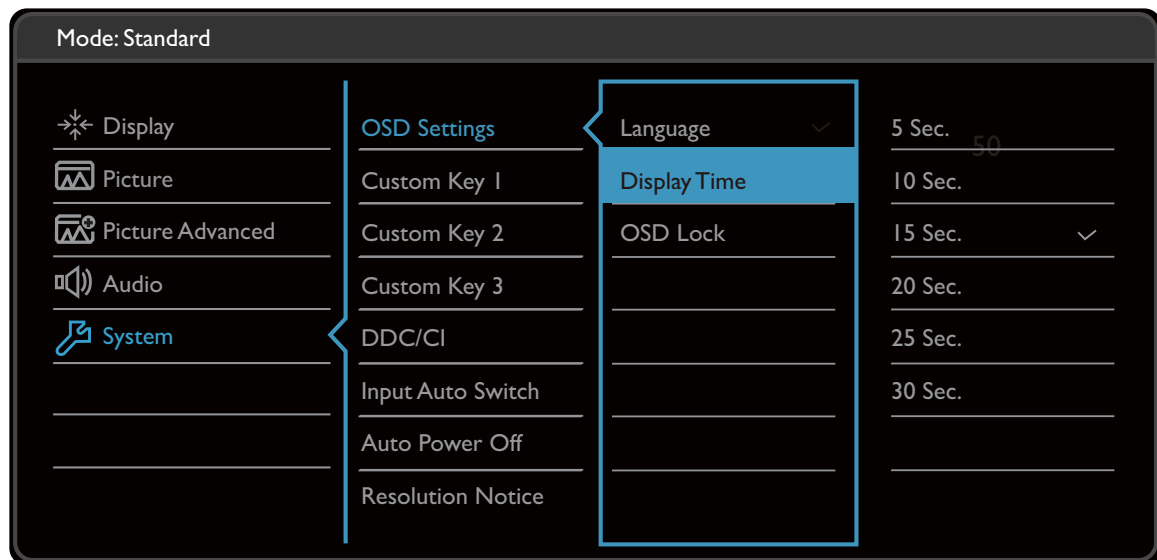 Mode: Standard
Display
Picture
Picture Advanced
Audio
System
OSD Settings
Custom Key 1
Custom Key 2
Custom Key 3
DDC/CI
Input Auto Switch
Auto Power Off
Resolution Notice
Language
Display Time
OSD Lock
5 Sec.
50
10 Sec.
15 Sec.
20 Sec.
25 Sec.
30 Sec.